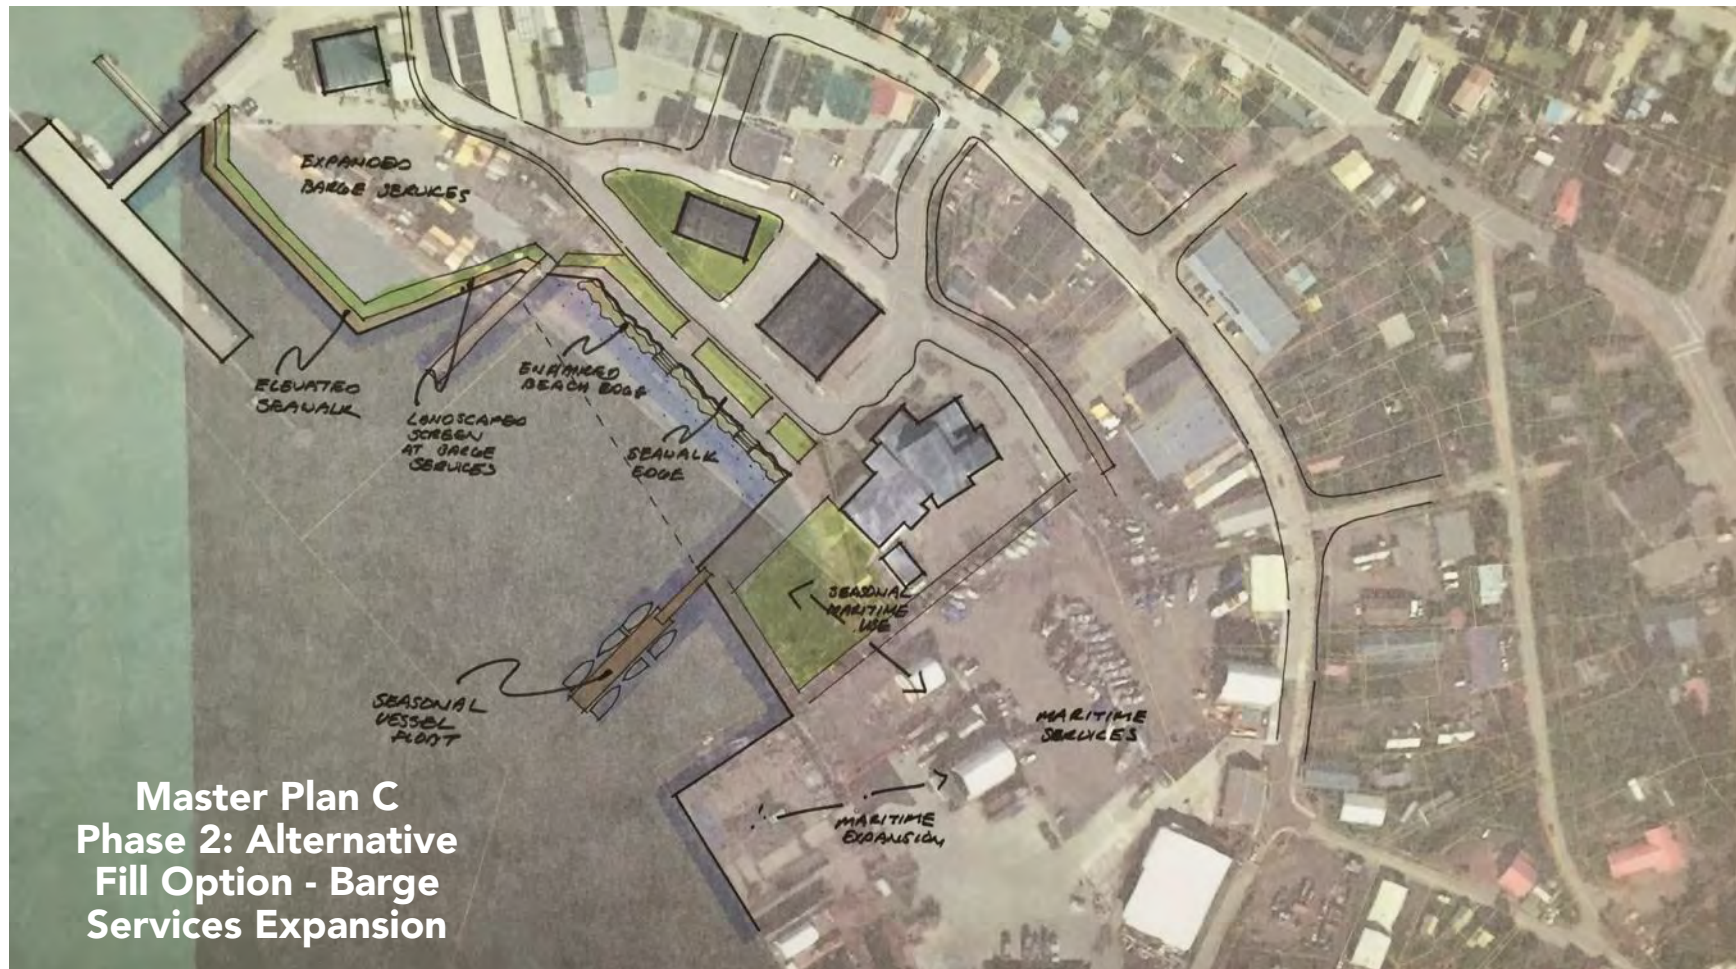 EXPANDED
BARGE SERVICES
ELEVATED
SEAWALK
LANDSCAPED
SCREEN
AT BARGE
SERVICES
ENHANCED
BEACH EDGE
SEAWALK
EDGE
SEASONAL
MARITIME
USE
SEASONAL
VESSEL
FLOAT
MARITIME
SERVICES
MARITIME
EXPANSION
Master Plan C
Phase 2: Alternative
Fill Option - Barge
Services Expansion